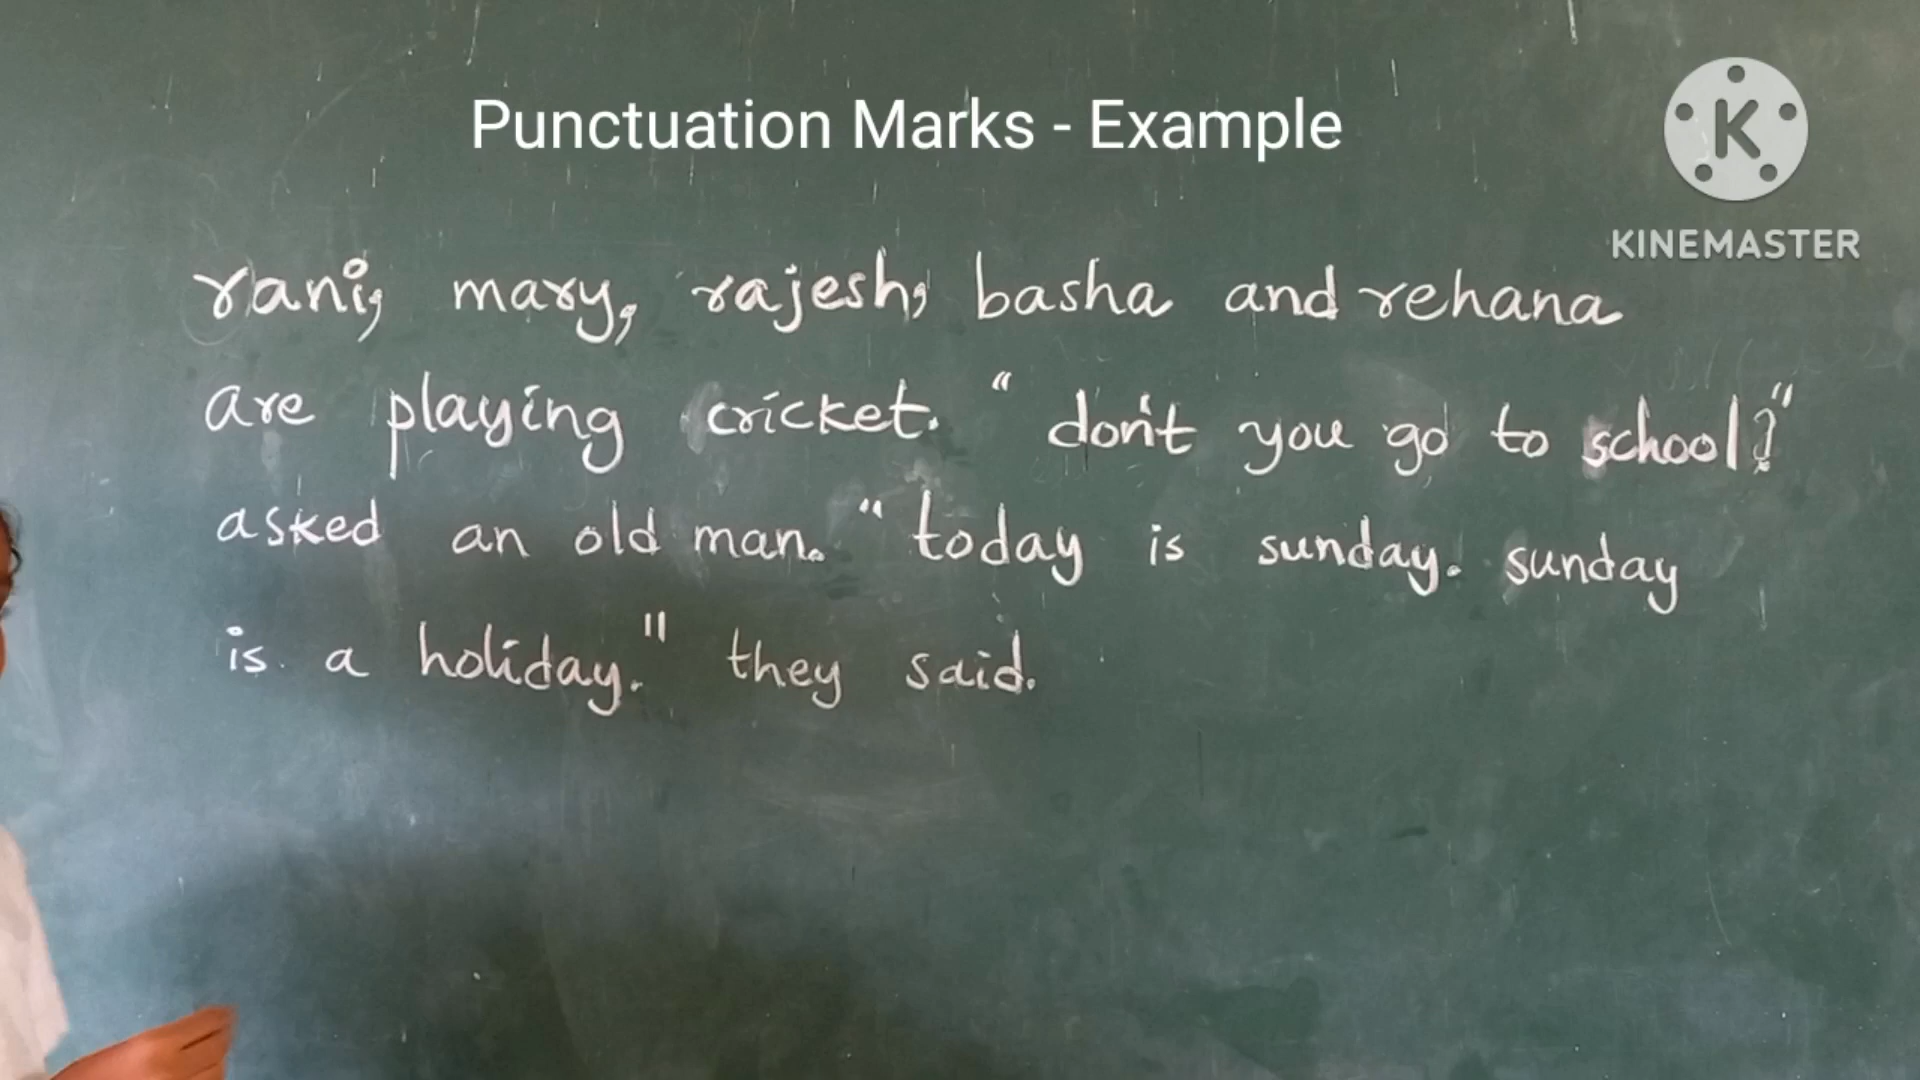 Punctuation Marks - Example
K
KINEMASTER
rani, mary, rajesh, basha and rehana
are playing cricket. "don't you go to school?"
asked an old man. "today is sunday. sunday
is a holiday." they said.